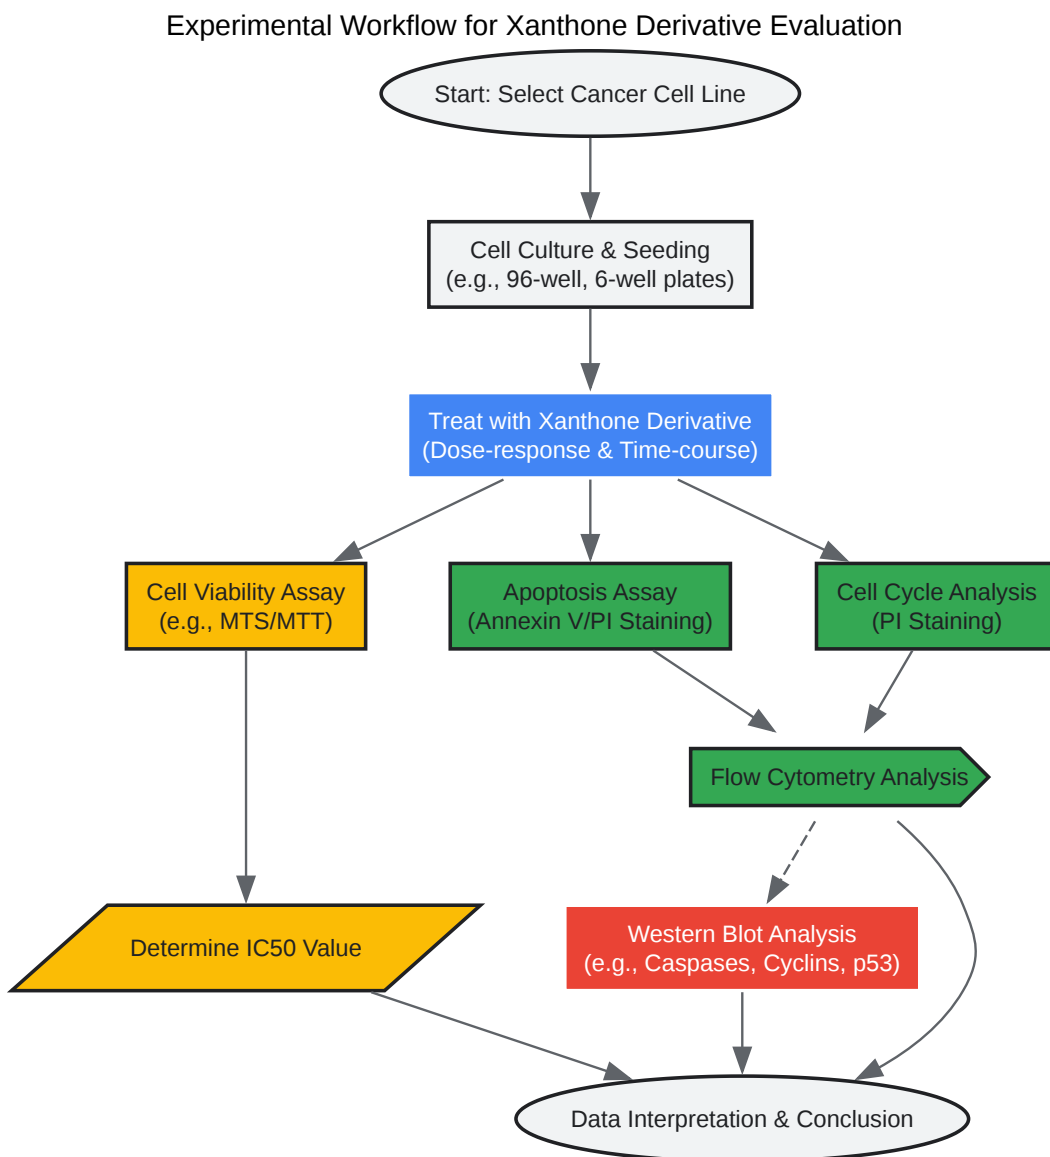 Experimental Workflow for Xanthone Derivative Evaluation
Start: Select Cancer Cell Line
Cell Culture & Seeding
(e.g., 96-well, 6-well plates)
Treat with Xanthone Derivative
(Dose-response & Time-course)
Cell Viability Assay
(e.g., MTS/MTT)
Apoptosis Assay
(Annexin V/PI Staining)
Cell Cycle Analysis
(PI Staining)
Flow Cytometry Analysis
Determine IC50 Value
Western Blot Analysis
(e.g., Caspases, Cyclins, p53)
Data Interpretation & Conclusion